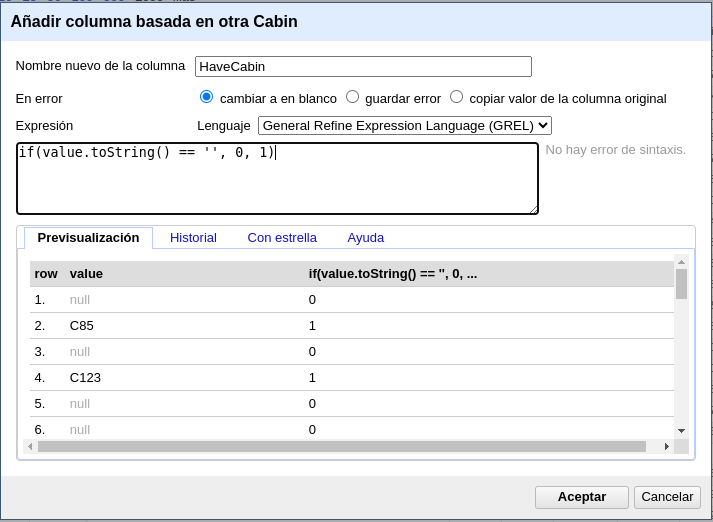 Añadir columna basada en otra Cabin
Nombre nuevo de la columna HaveCabin
En error cambiar a en blanco guardar error copiar valor de la columna original
Expresión Lenguaje General Refine Expression Language (GREL)
if(value.toString() == '', 0, 1) No hay error de sintaxis.
Previsualización Historial Con estrella Ayuda
row value if(value.toString() == '', 0, ...
1. null 0
2. C85 1
3. null 0
4. C123 1
5. null 0
6. null 0
Aceptar Cancelar